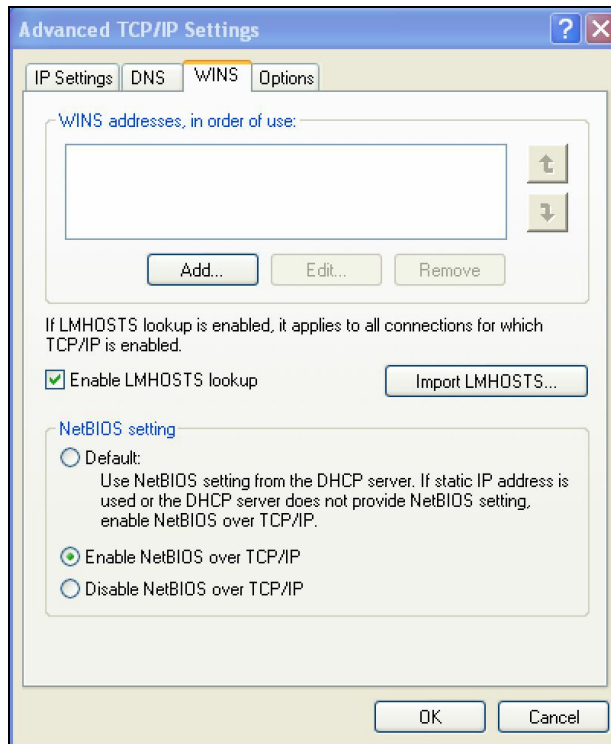 Advanced TCP/IP Settings
IP Settings DNS WINS Options
WINS addresses, in order of use:
Add... Edit... Remove
If LMHOSTS lookup is enabled, it applies to all connections for which
TCP/IP is enabled.
Enable LMHOSTS lookup Import LMHOSTS...
NetBIOS setting
Default:
Use NetBIOS setting from the DHCP server. If static IP address is
used or the DHCP server does not provide NetBIOS setting,
enable NetBIOS over TCP/IP.
Enable NetBIOS over TCP/IP
Disable NetBIOS over TCP/IP
OK Cancel